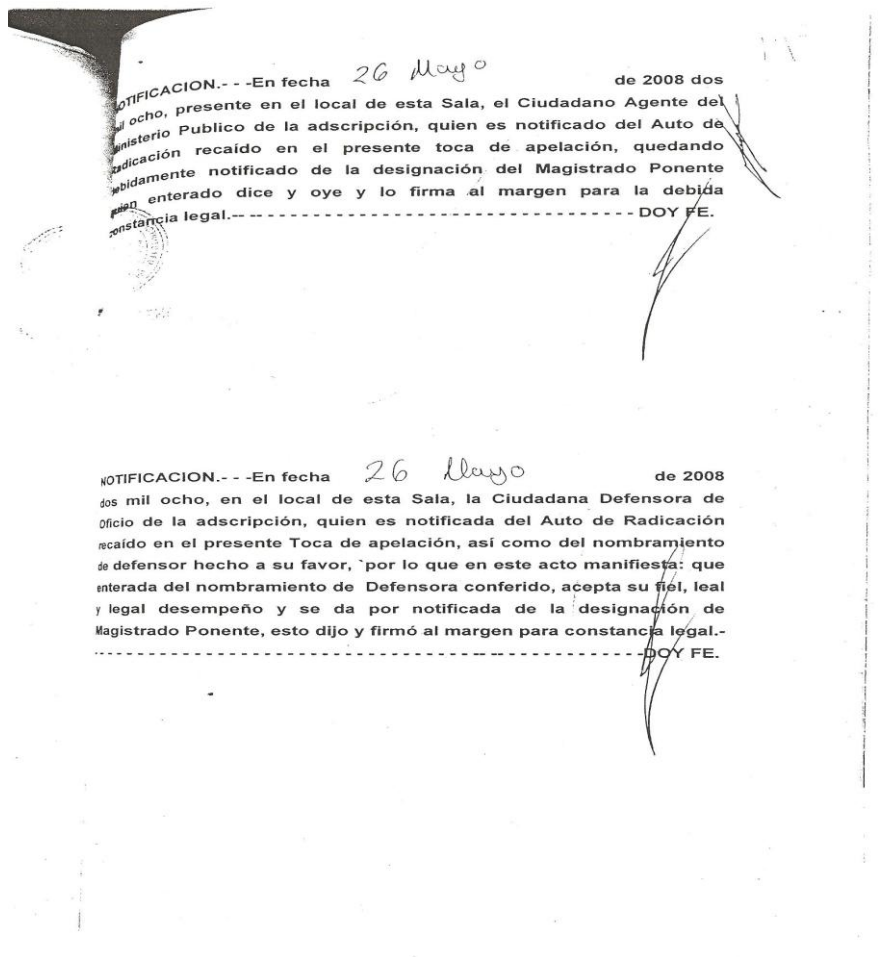 NOTIFICACION.- - -En fecha 26 Mayo de 2008 dos
mil ocho, presente en el local de esta Sala, el Ciudadano Agente del
Ministerio Publico de la adscripción, quien es notificado del Auto de
Radicación recaído en el presente toca de apelación, quedando
debidamente notificado de la designación del Magistrado Ponente
quien enterado dice y oye y lo firma al margen para la debida
constancia legal.-- -- - - - - - - - - - - - - - - - - - - - - - - - - - - - - - - - - - DOY FE.
NOTIFICACION.- - -En fecha 26 Mayo de 2008
dos mil ocho, en el local de esta Sala, la Ciudadana Defensora de
Oficio de la adscripción, quien es notificada del Auto de Radicación
recaído en el presente Toca de apelación, así como del nombramiento
de defensor hecho a su favor, por lo que en este acto manifiesta: que
enterada del nombramiento de Defensora conferido, acepta su fiel, leal
y legal desempeño y se da por notificada de la designación de
Magistrado Ponente, esto dijo y firmó al margen para constancia legal.-
- - - - - - - - - - - - - - - - - - - - - - - - - - - - - - - - - - - - - - - - - - - - - -DOY FE.